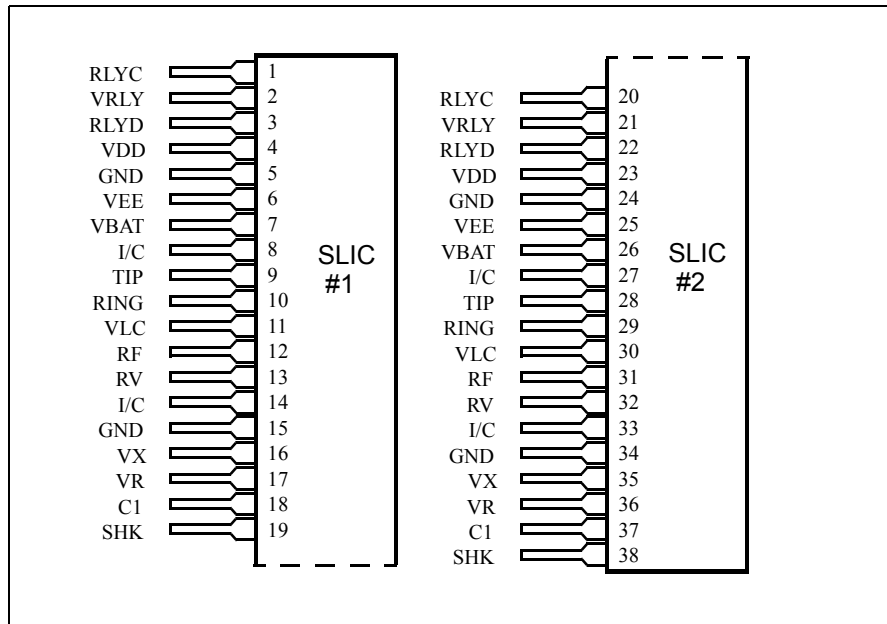 RLYC 1
VRLY 2
RLYD 3
VDD 4
GND 5
VEE 6
VBAT 7
I/C 8
TIP 9
RING 10
VLC 11
RF 12
RV 13
I/C 14
GND 15
VX 16
VR 17
C1 18
SHK 19
SLIC
#1
RLYC 20
VRLY 21
RLYD 22
VDD 23
GND 24
VEE 25
VBAT 26
I/C 27
TIP 28
RING 29
VLC 30
RF 31
RV 32
I/C 33
GND 34
VX 35
VR 36
C1 37
SHK 38
SLIC
#2